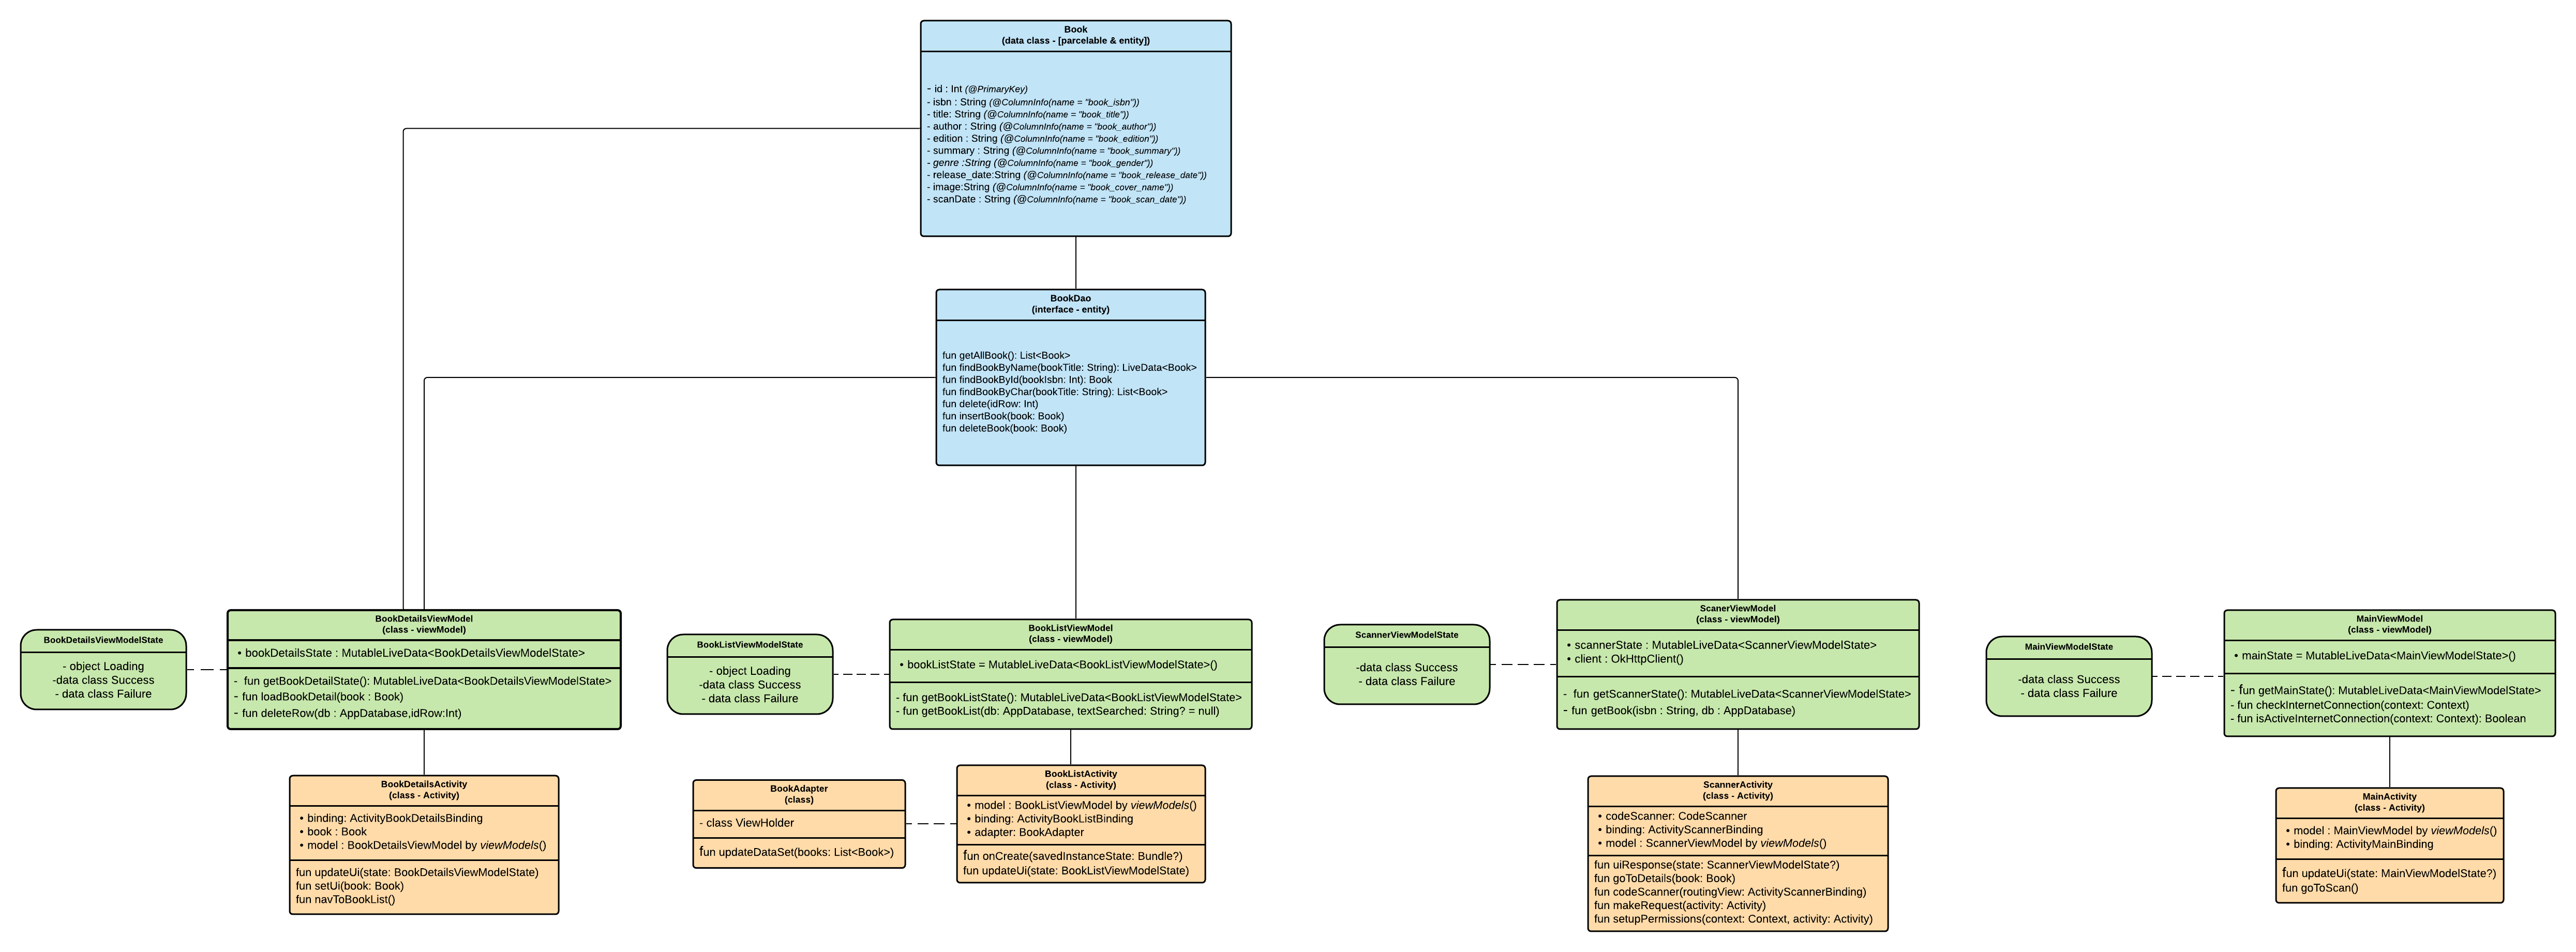 Book
(data class - [parcelable & entity])
- id : Int (@PrimaryKey)
- isbn : String (@ColumnInfo(name = "book_isbn"))
- title: String (@ColumnInfo(name = "book_title"))
- author : String (@ColumnInfo(name = "book_author"))
- edition : String (@ColumnInfo(name = "book_edition"))
- summary : String (@ColumnInfo(name = "book_summary"))
- genre :String (@ColumnInfo(name = "book_gender"))
- release_date:String (@ColumnInfo(name = "book_release_date"))
- image:String (@ColumnInfo(name = "book_cover_name"))
- scanDate : String (@ColumnInfo(name = "book_scan_date"))
BookDao
(interface - entity)
fun getAllBook(): List<Book>
fun findBookByName(bookTitle: String): LiveData<Book>
fun findBookById(bookIsbn: Int): Book
fun findBookByChar(bookTitle: String): List<Book>
fun delete(idRow: Int)
fun insertBook(book: Book)
fun deleteBook(book: Book)
BookDetailsViewModelState
- object Loading
-data class Success
- data class Failure
BookDetailsViewModel
(class - viewModel)
• bookDetailsState : MutableLiveData<BookDetailsViewModelState>
- fun getBookDetailState(): MutableLiveData<BookDetailsViewModelState>
- fun loadBookDetail(book : Book)
- fun deleteRow(db : AppDatabase,idRow:Int)
BookListViewModelState
- object Loading
-data class Success
- data class Failure
BookListViewModel
(class - viewModel)
• bookListState = MutableLiveData<BookListViewModelState>()
- fun getBookListState(): MutableLiveData<BookListViewModelState>
- fun getBookList(db: AppDatabase, textSearched: String? = null)
ScannerViewModelState
-data class Success
- data class Failure
ScanerViewModel
(class - viewModel)
• scannerState : MutableLiveData<ScannerViewModelState>
• client : OkHttpClient()
- fun getScannerState(): MutableLiveData<ScannerViewModelState>
- fun getBook(isbn : String, db : AppDatabase)
MainViewModelState
-data class Success
- data class Failure
MainViewModel
(class - viewModel)
• mainState = MutableLiveData<MainViewModelState>()
- fun getMainState(): MutableLiveData<MainViewModelState>
- fun checkInternetConnection(context: Context)
- fun isActiveInternetConnection(context: Context): Boolean
BookDetailsActivity
(class - Activity)
• binding: ActivityBookDetailsBinding
• book : Book
• model : BookDetailsViewModel by viewModels()
fun updateUi(state: BookDetailsViewModelState)
fun setUi(book: Book)
fun navToBookList()
BookAdapter
(class)
- class ViewHolder
fun updateDataSet(books: List<Book>)
BookListActivity
(class - Activity)
• model : BookListViewModel by viewModels()
• binding: ActivityBookListBinding
• adapter: BookAdapter
fun onCreate(savedInstanceState: Bundle?)
fun updateUi(state: BookListViewModelState)
ScannerActivity
(class - Activity)
• codeScanner: CodeScanner
• binding: ActivityScannerBinding
• model : ScannerViewModel by viewModels()
fun uiResponse(state: ScannerViewModelState?)
fun goToDetails(book: Book)
fun codeScanner(routingView: ActivityScannerBinding)
fun makeRequest(activity: Activity)
fun setupPermissions(context: Context, activity: Activity)
MainActivity
(class - Activity)
• model : MainViewModel by viewModels()
• binding: ActivityMainBinding
fun updateUi(state: MainViewModelState?)
fun goToScan()